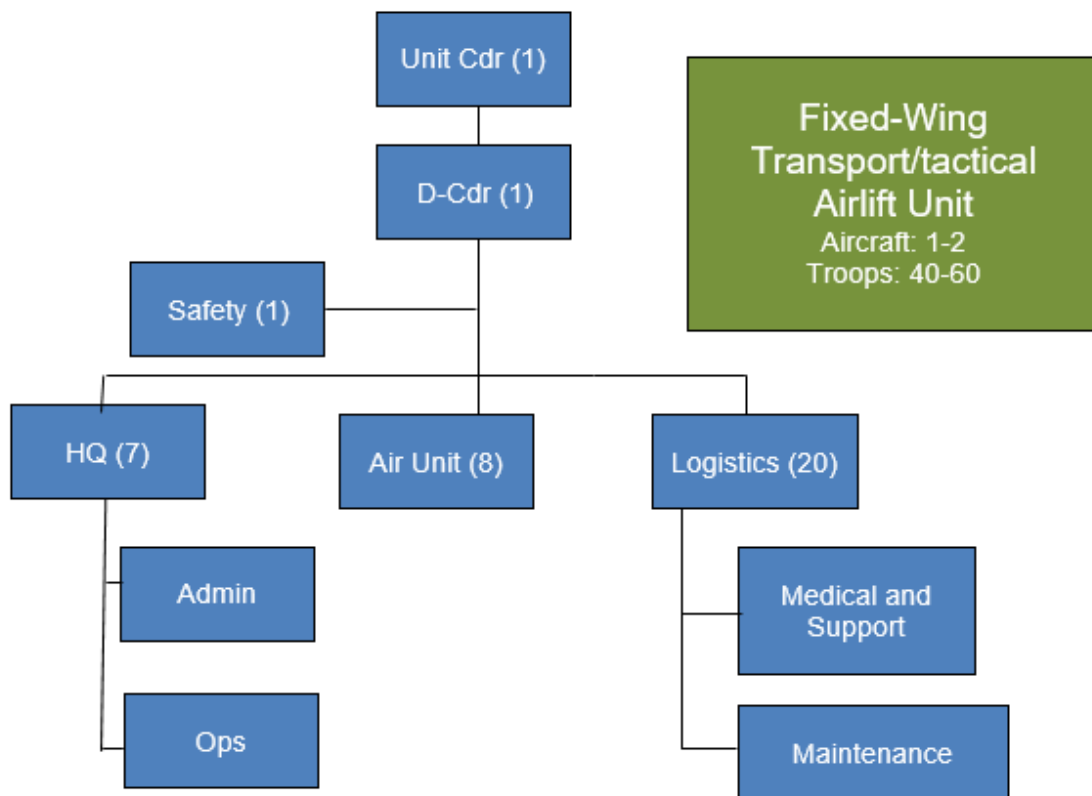 Unit Cdr (1)
Fixed-Wing
Transport/tactical
Airlift Unit
Aircraft: 1-2
Troops: 40-60
D-Cdr (1)
Safety (1)
HQ (7)
Air Unit (8)
Logistics (20)
Admin
Medical and
Support
Ops
Maintenance